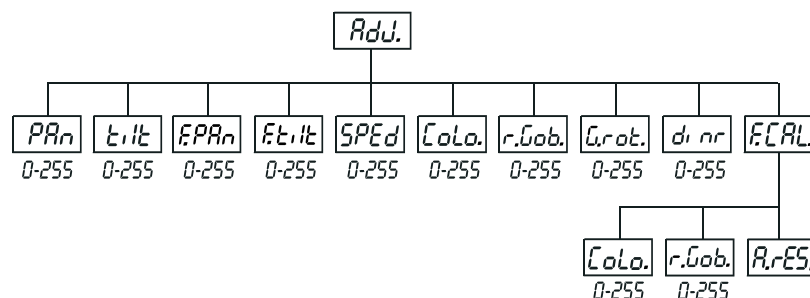 Adj.
PAn tilt F.PAn F.tilt SPEd Colo. r.Gob. G.rot. dinr F.CAL.
0-255 0-255 0-255 0-255 0-255 0-255 0-255 0-255 0-255
Colo. r.Gob. A.rES.
0-255 0-255